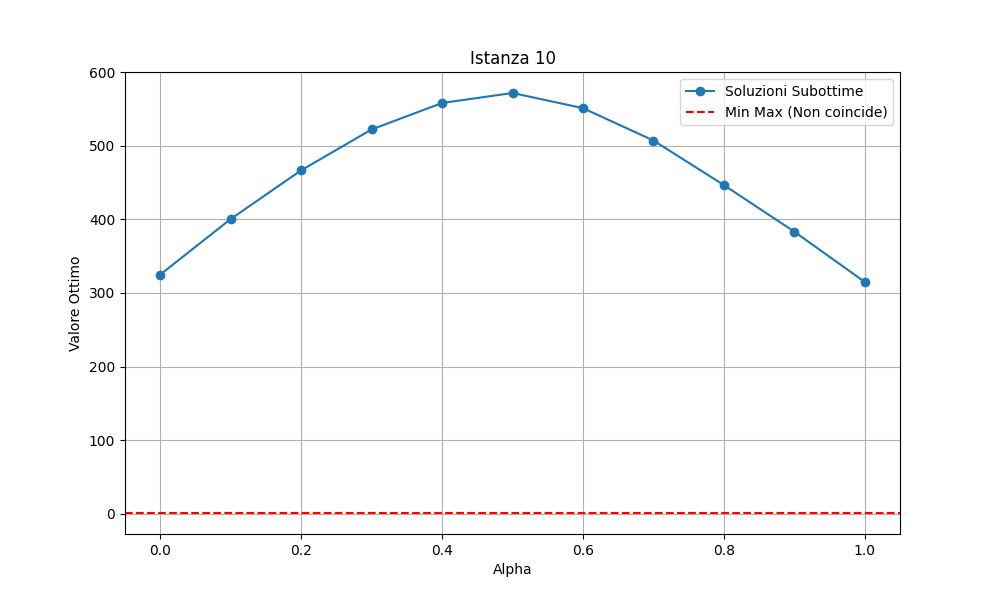 Istanza 10
Soluzioni Subottime
Min Max (Non coincide)
Valore Ottimo
600
500
400
300
200
100
0
0.0 0.2 0.4 0.6 0.8 1.0
Alpha